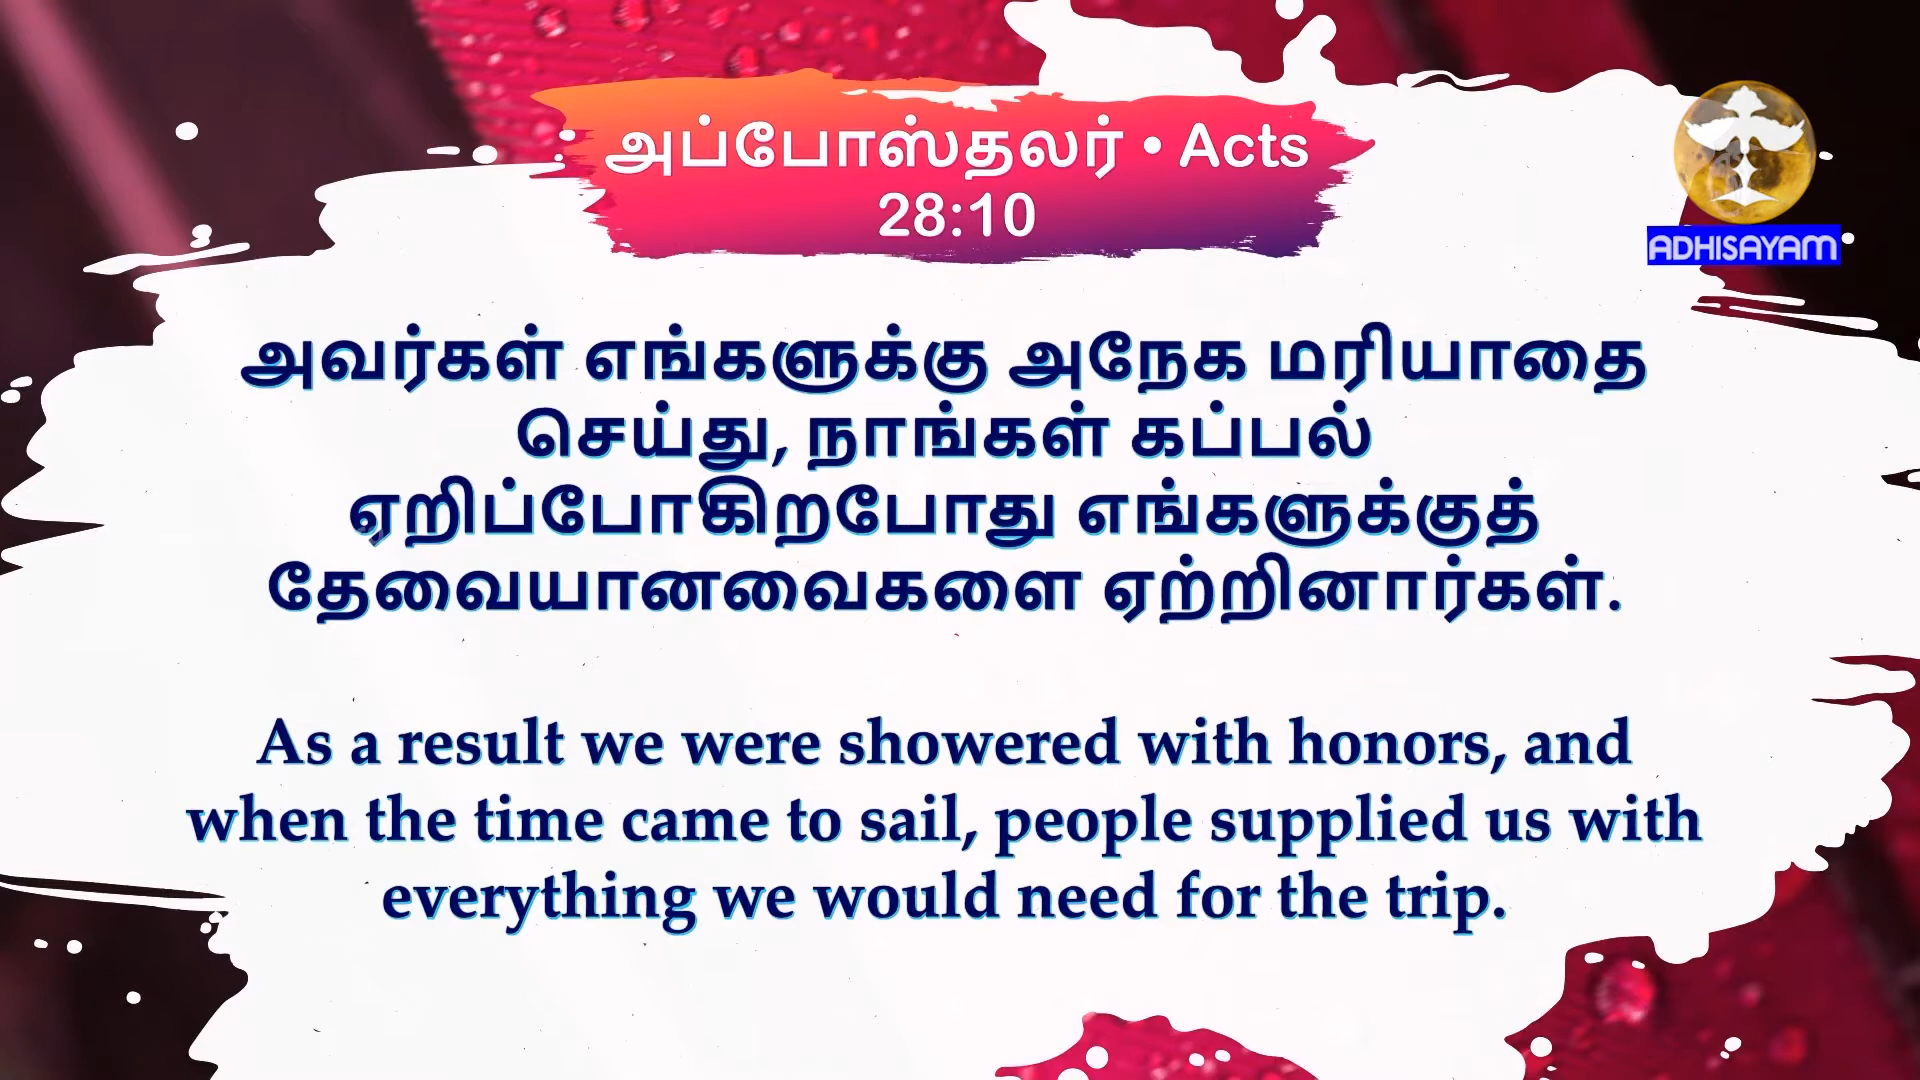 அப்போஸ்தலர் • Acts
28:10
ADHISAYAM
அவர்கள் எங்களுக்கு அநேக மரியாதை
செய்து, நாங்கள் கப்பல்
ஏறிப்போகிறபோது எங்களுக்குத்
தேவையானவைகளை ஏற்றினார்கள்.
As a result we were showered with honors, and
when the time came to sail, people supplied us with
everything we would need for the trip.